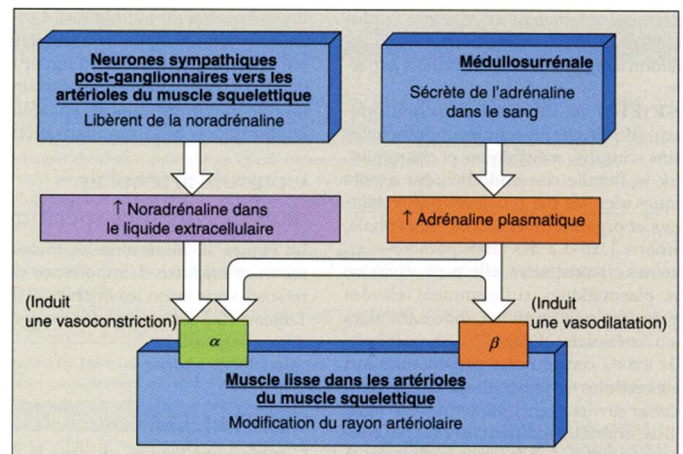 Neurones sympathiques
post-ganglionnaires vers les
artérioles du muscle squelettique
Libèrent de la noradrénaline
Médullosurrénale
Sécrète de l'adrénaline
dans le sang
↑ Noradrénaline dans
le liquide extracellulaire
↑ Adrénaline plasmatique
(Induit
une vasoconstriction)
α
β
(Induit
une vasodilatation)
Muscle lisse dans les artérioles
du muscle squelettique
Modification du rayon artériolaire